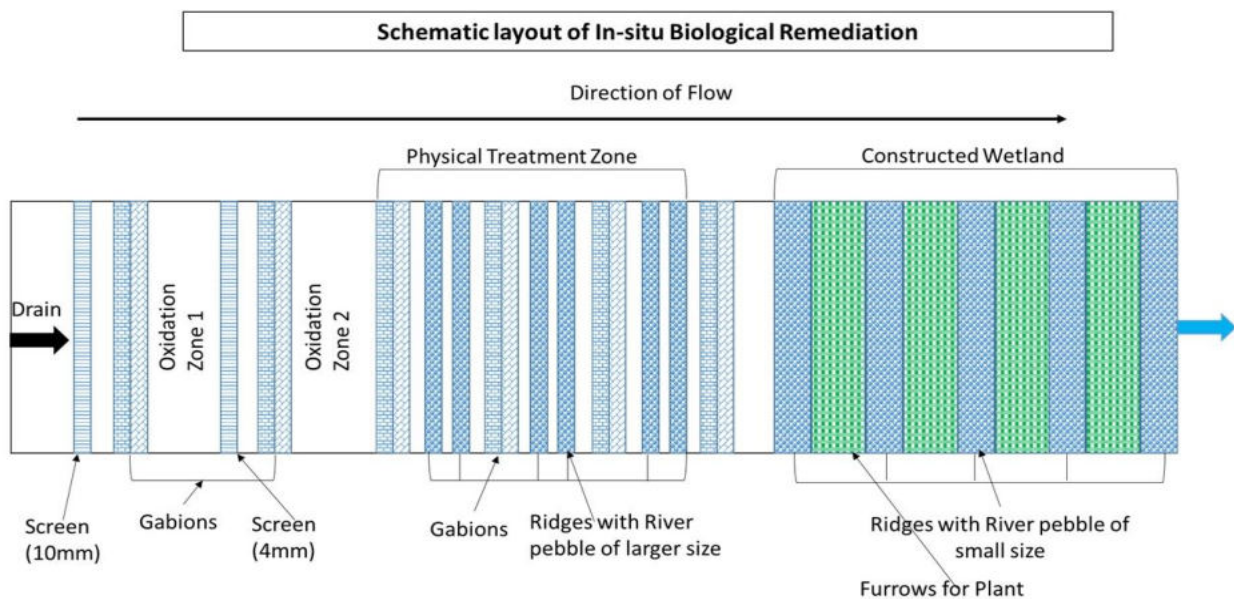 Schematic layout of In-situ Biological Remediation
Direction of Flow
Physical Treatment Zone
Constructed Wetland
Drain
Oxidation
Zone 1
Oxidation
Zone 2
Screen
(10mm)
Gabions
Screen
(4mm)
Gabions
Ridges with River
pebble of larger size
Ridges with River pebble of
small size
Furrows for Plant